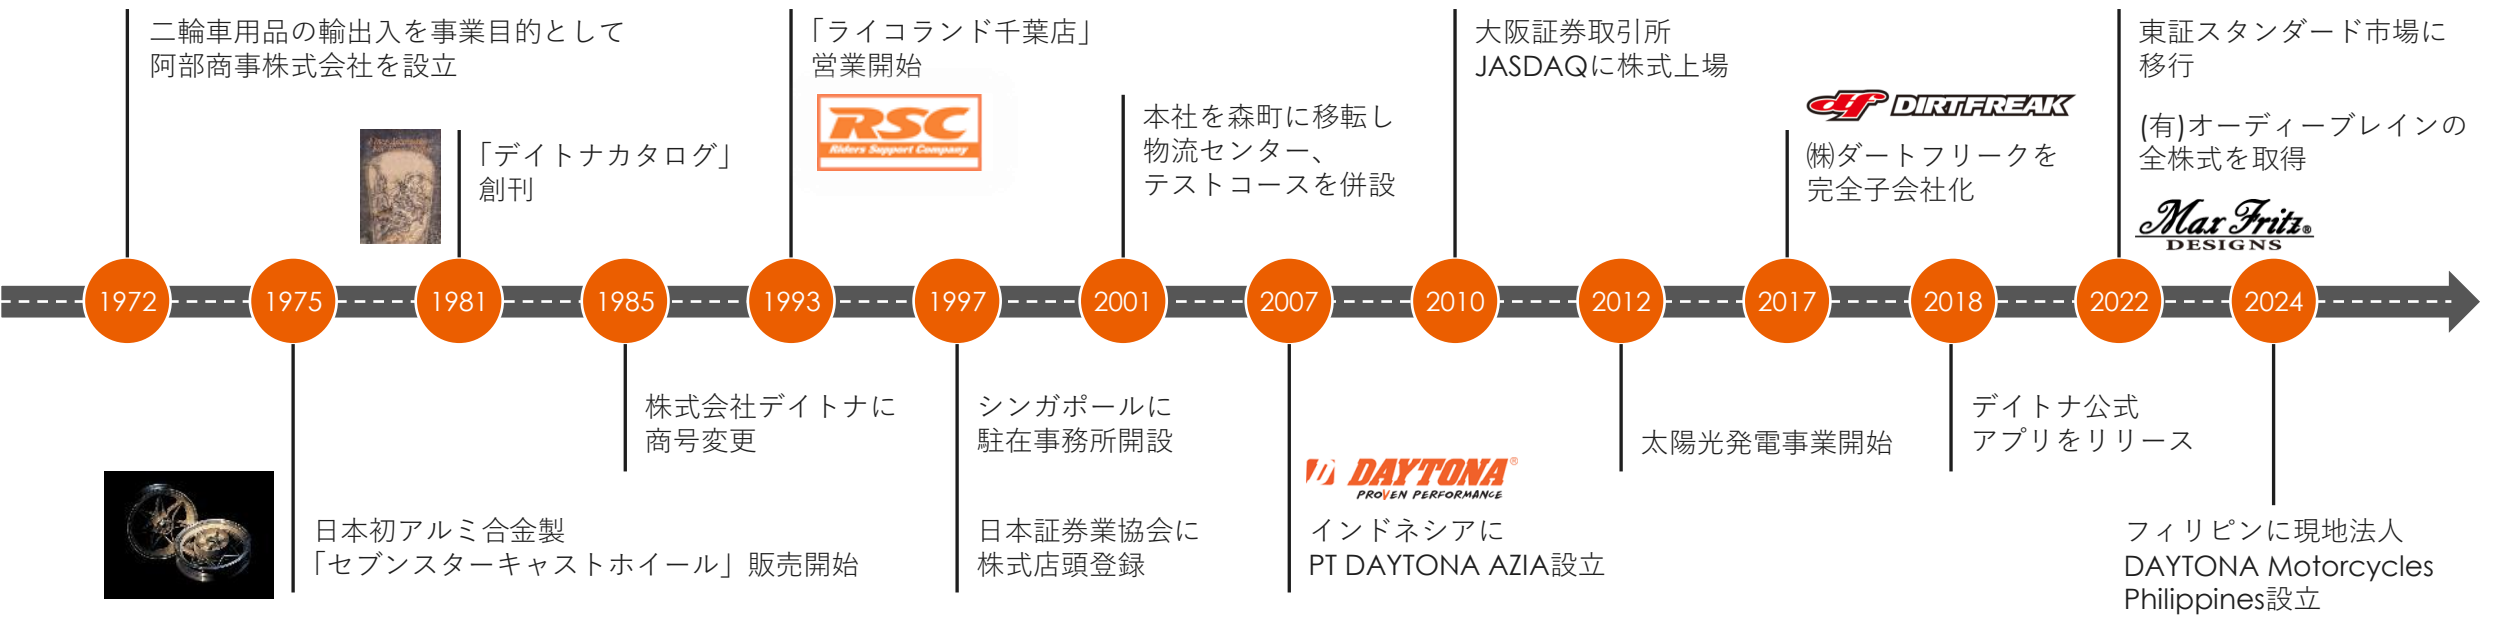 二輪車用品の輸出入を事業目的として
阿部商事株式会社を設立
「デイトナカタログ」
創刊
「ライコランド千葉店」
営業開始
RSC
Riders Support Company
本社を森町に移転し
物流センター、
テストコースを併設
大阪証券取引所
JASDAQに株式上場
DIRTFREAK
㈱ダートフリークを
完全子会社化
東証スタンダード市場に
移行
(有)オーディーブレインの
全株式を取得
Max Fritz®
DESIGNS
1972
1975
1981
1985
1993
1997
2001
2007
2010
2012
2017
2018
2022
2024
日本初アルミ合金製
「セブンスターキャストホイール」販売開始
株式会社デイトナに
商号変更
シンガポールに
駐在事務所開設
日本証券業協会に
株式店頭登録
DAYTONA®
PROVEN PERFORMANCE
インドネシアに
PT DAYTONA AZIA設立
太陽光発電事業開始
デイトナ公式
アプリをリリース
フィリピンに現地法人
DAYTONA Motorcycles
Philippines設立